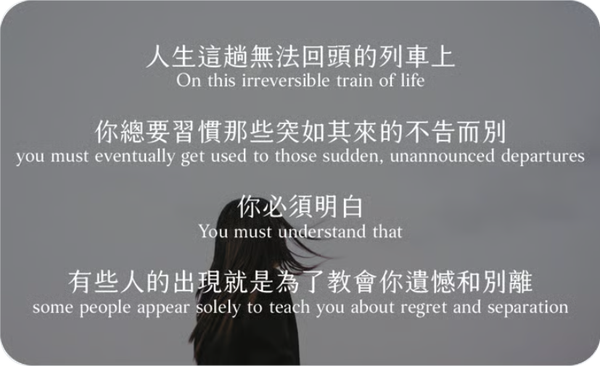 人生這趟無法回頭的列車上
On this irreversible train of life
你總要習慣那些突如其來的不告而別
you must eventually get used to those sudden, unannounced departures
你必須明白
You must understand that
有些人的出現就是為了教會你遺憾和別離
some people appear solely to teach you about regret and separation